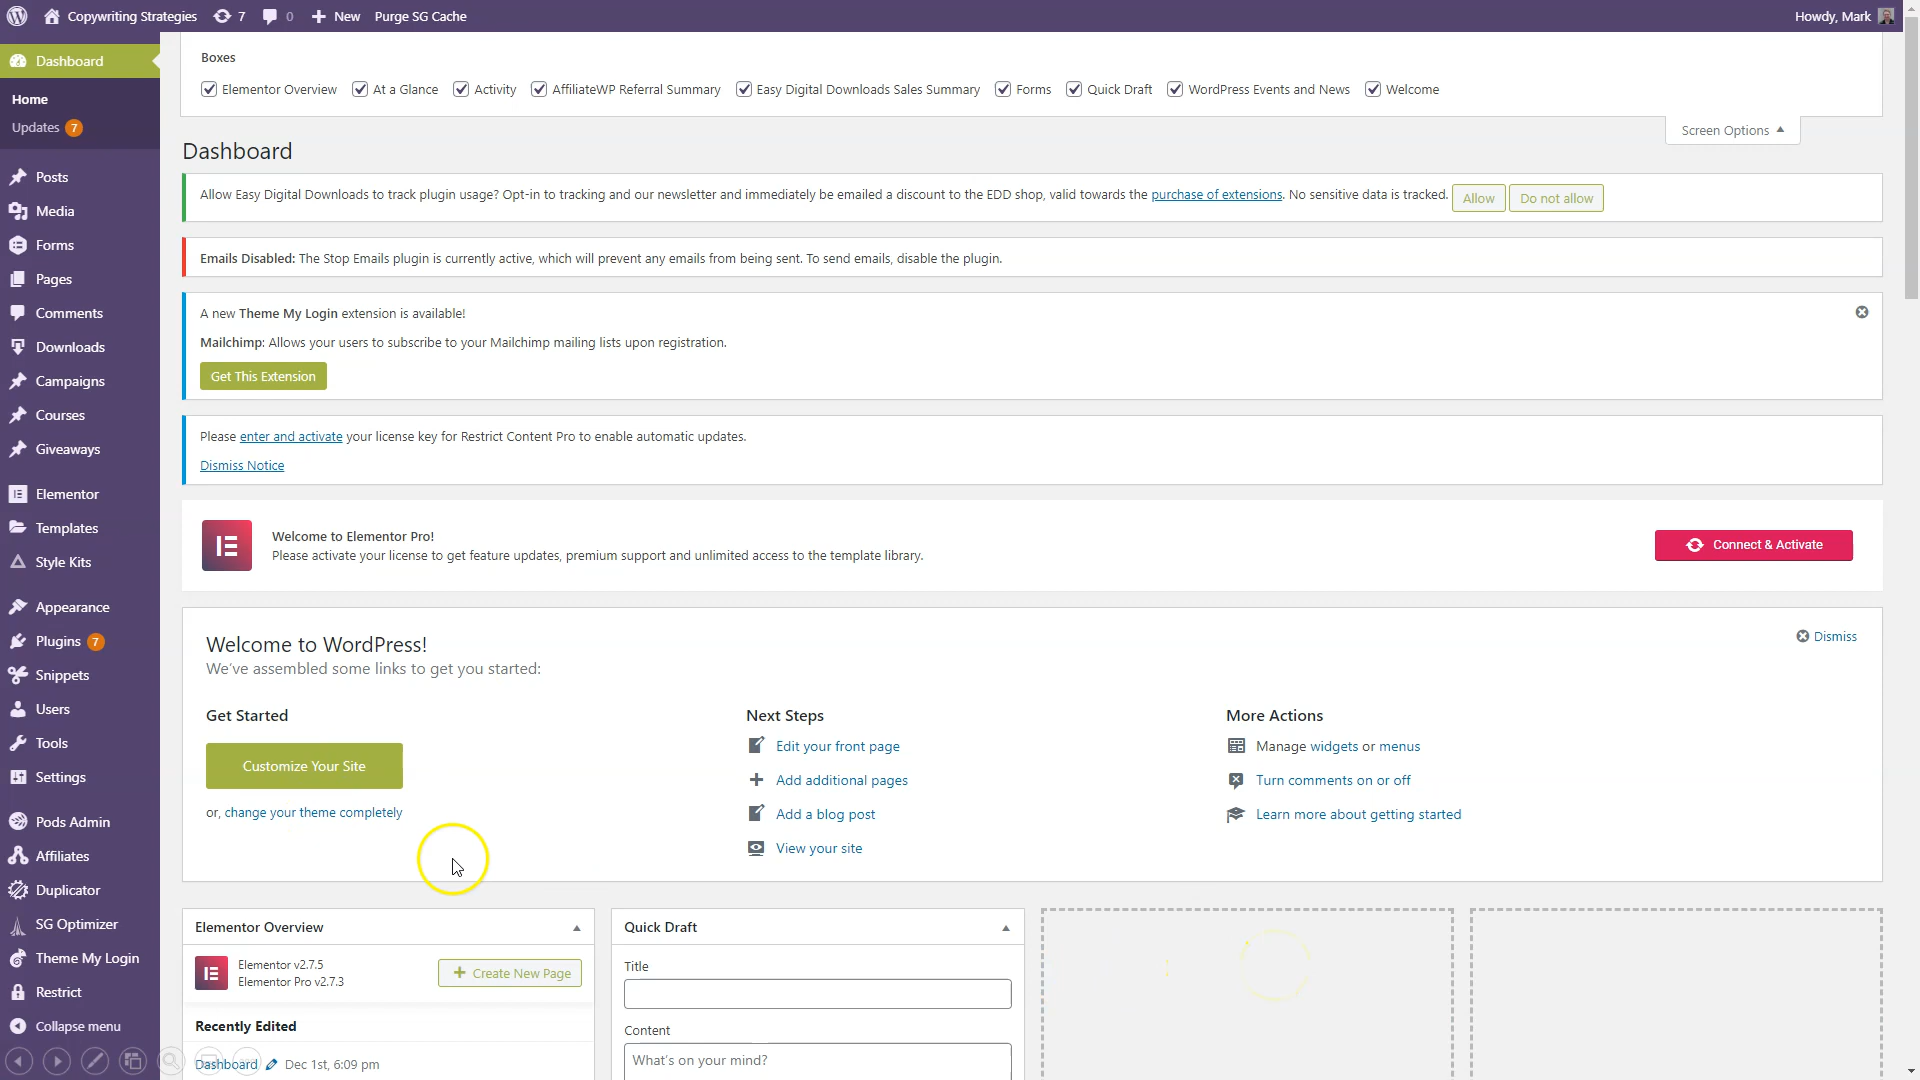 Copywriting Strategies 7 0 New Purge SG Cache Howdy, Mark
Dashboard
Home
Updates 7
Posts
Media
Forms
Pages
Comments
Downloads
Campaigns
Courses
Giveaways
Elementor
Templates
Style Kits
Appearance
Plugins 7
Snippets
Users
Tools
Settings
Pods Admin
Affiliates
Duplicator
SG Optimizer
Theme My Login
Restrict
Collapse menu
Boxes
Elementor Overview At a Glance Activity AffiliateWP Referral Summary Easy Digital Downloads Sales Summary Forms Quick Draft WordPress Events and News Welcome
Screen Options
Dashboard
Allow Easy Digital Downloads to track plugin usage? Opt-in to tracking and our newsletter and immediately be emailed a discount to the EDD shop, valid towards the purchase of extensions. No sensitive data is tracked. Allow Do not allow
Emails Disabled: The Stop Emails plugin is currently active, which will prevent any emails from being sent. To send emails, disable the plugin.
A new Theme My Login extension is available!
Mailchimp: Allows your users to subscribe to your Mailchimp mailing lists upon registration.
Get This Extension
Please enter and activate your license key for Restrict Content Pro to enable automatic updates.
Dismiss Notice
Welcome to Elementor Pro!
Please activate your license to get feature updates, premium support and unlimited access to the template library.
Connect & Activate
Welcome to WordPress!
We've assembled some links to get you started:
Dismiss
Get Started
Customize Your Site
or, change your theme completely
Next Steps
Edit your front page
Add additional pages
Add a blog post
View your site
More Actions
Manage widgets or menus
Turn comments on or off
Learn more about getting started
Elementor Overview
Elementor v2.7.5
Elementor Pro v2.7.3
Create New Page
Recently Edited
Dashboard Dec 1st, 6:09 pm
Quick Draft
Title
Content
What's on your mind?